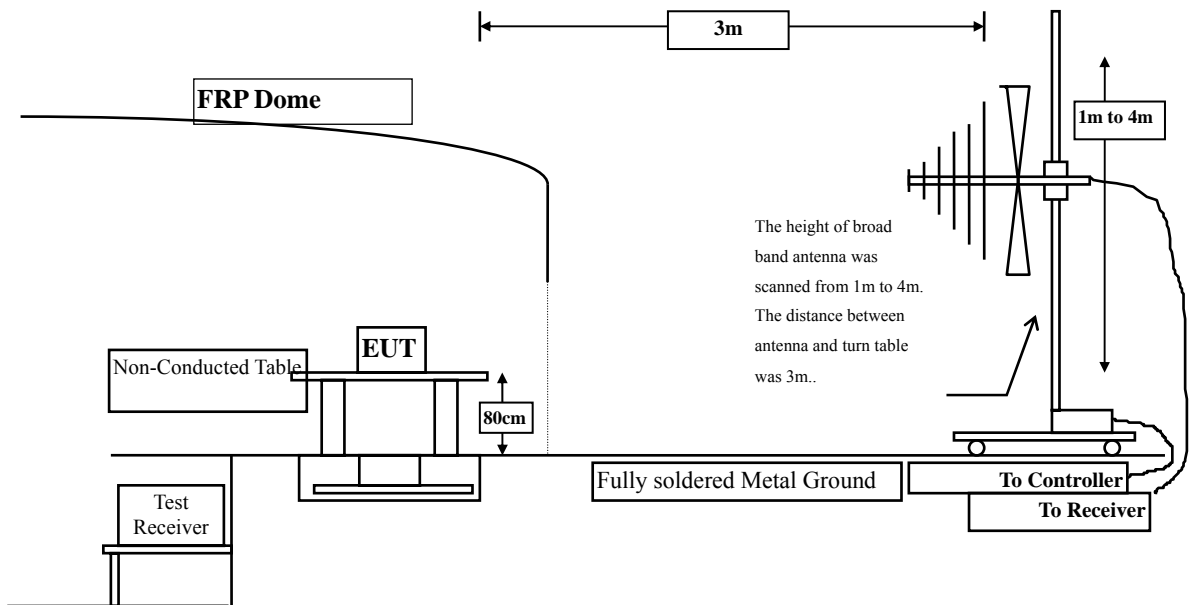 3m
FRP Dome
1m to 4m
The height of broad
band antenna was
scanned from 1m to 4m.
The distance between
antenna and turn table
was 3m..
EUT
Non-Conducted Table
80cm
Fully soldered Metal Ground
To Controller
To Receiver
Test
Receiver